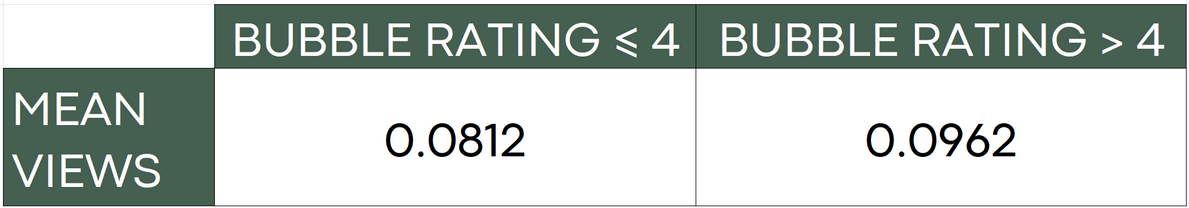 BUBBLE RATING ⩽ 4 BUBBLE RATING > 4
MEAN
VIEWS
0.0812 0.0962